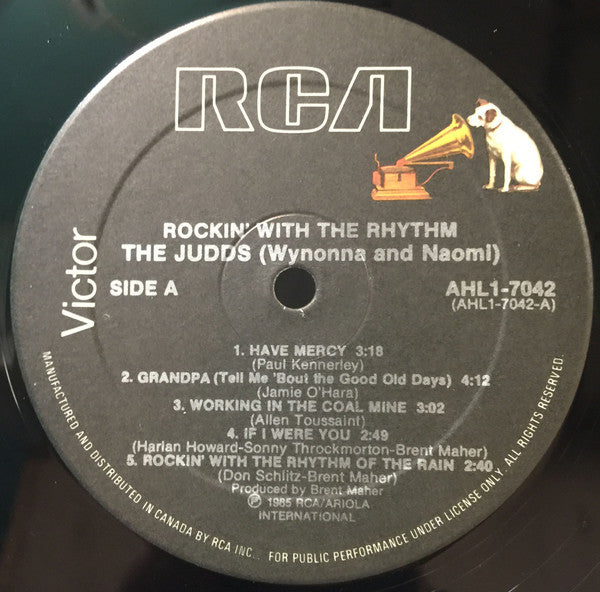 RCA
Victor
ROCKIN' WITH THE RHYTHM
THE JUDDS (Wynonna and Naomi)
SIDE A
AHL1-7042
(AHL1-7042-A)
1. HAVE MERCY 3:18
(Paul Kennerley)
2. GRANDPA (Tell Me 'Bout the Good Old Days) 4:12
(Jamie O'Hara)
3. WORKING IN THE COAL MINE 3:02
(Allen Toussaint)
4. IF I WERE YOU 2:49
(Harlan Howard-Sonny Throckmorton-Brent Maher)
5. ROCKIN' WITH THE RHYTHM OF THE RAIN 2:40
(Don Schlitz-Brent Maher)
Produced by Brent Maher
℗ 1985 RCA/ARIOLA
INTERNATIONAL
MANUFACTURED AND DISTRIBUTED IN CANADA BY RCA INC.. FOR PUBLIC PERFORMANCE UNDER LICENSE ONLY. ALL RIGHTS RESERVED.